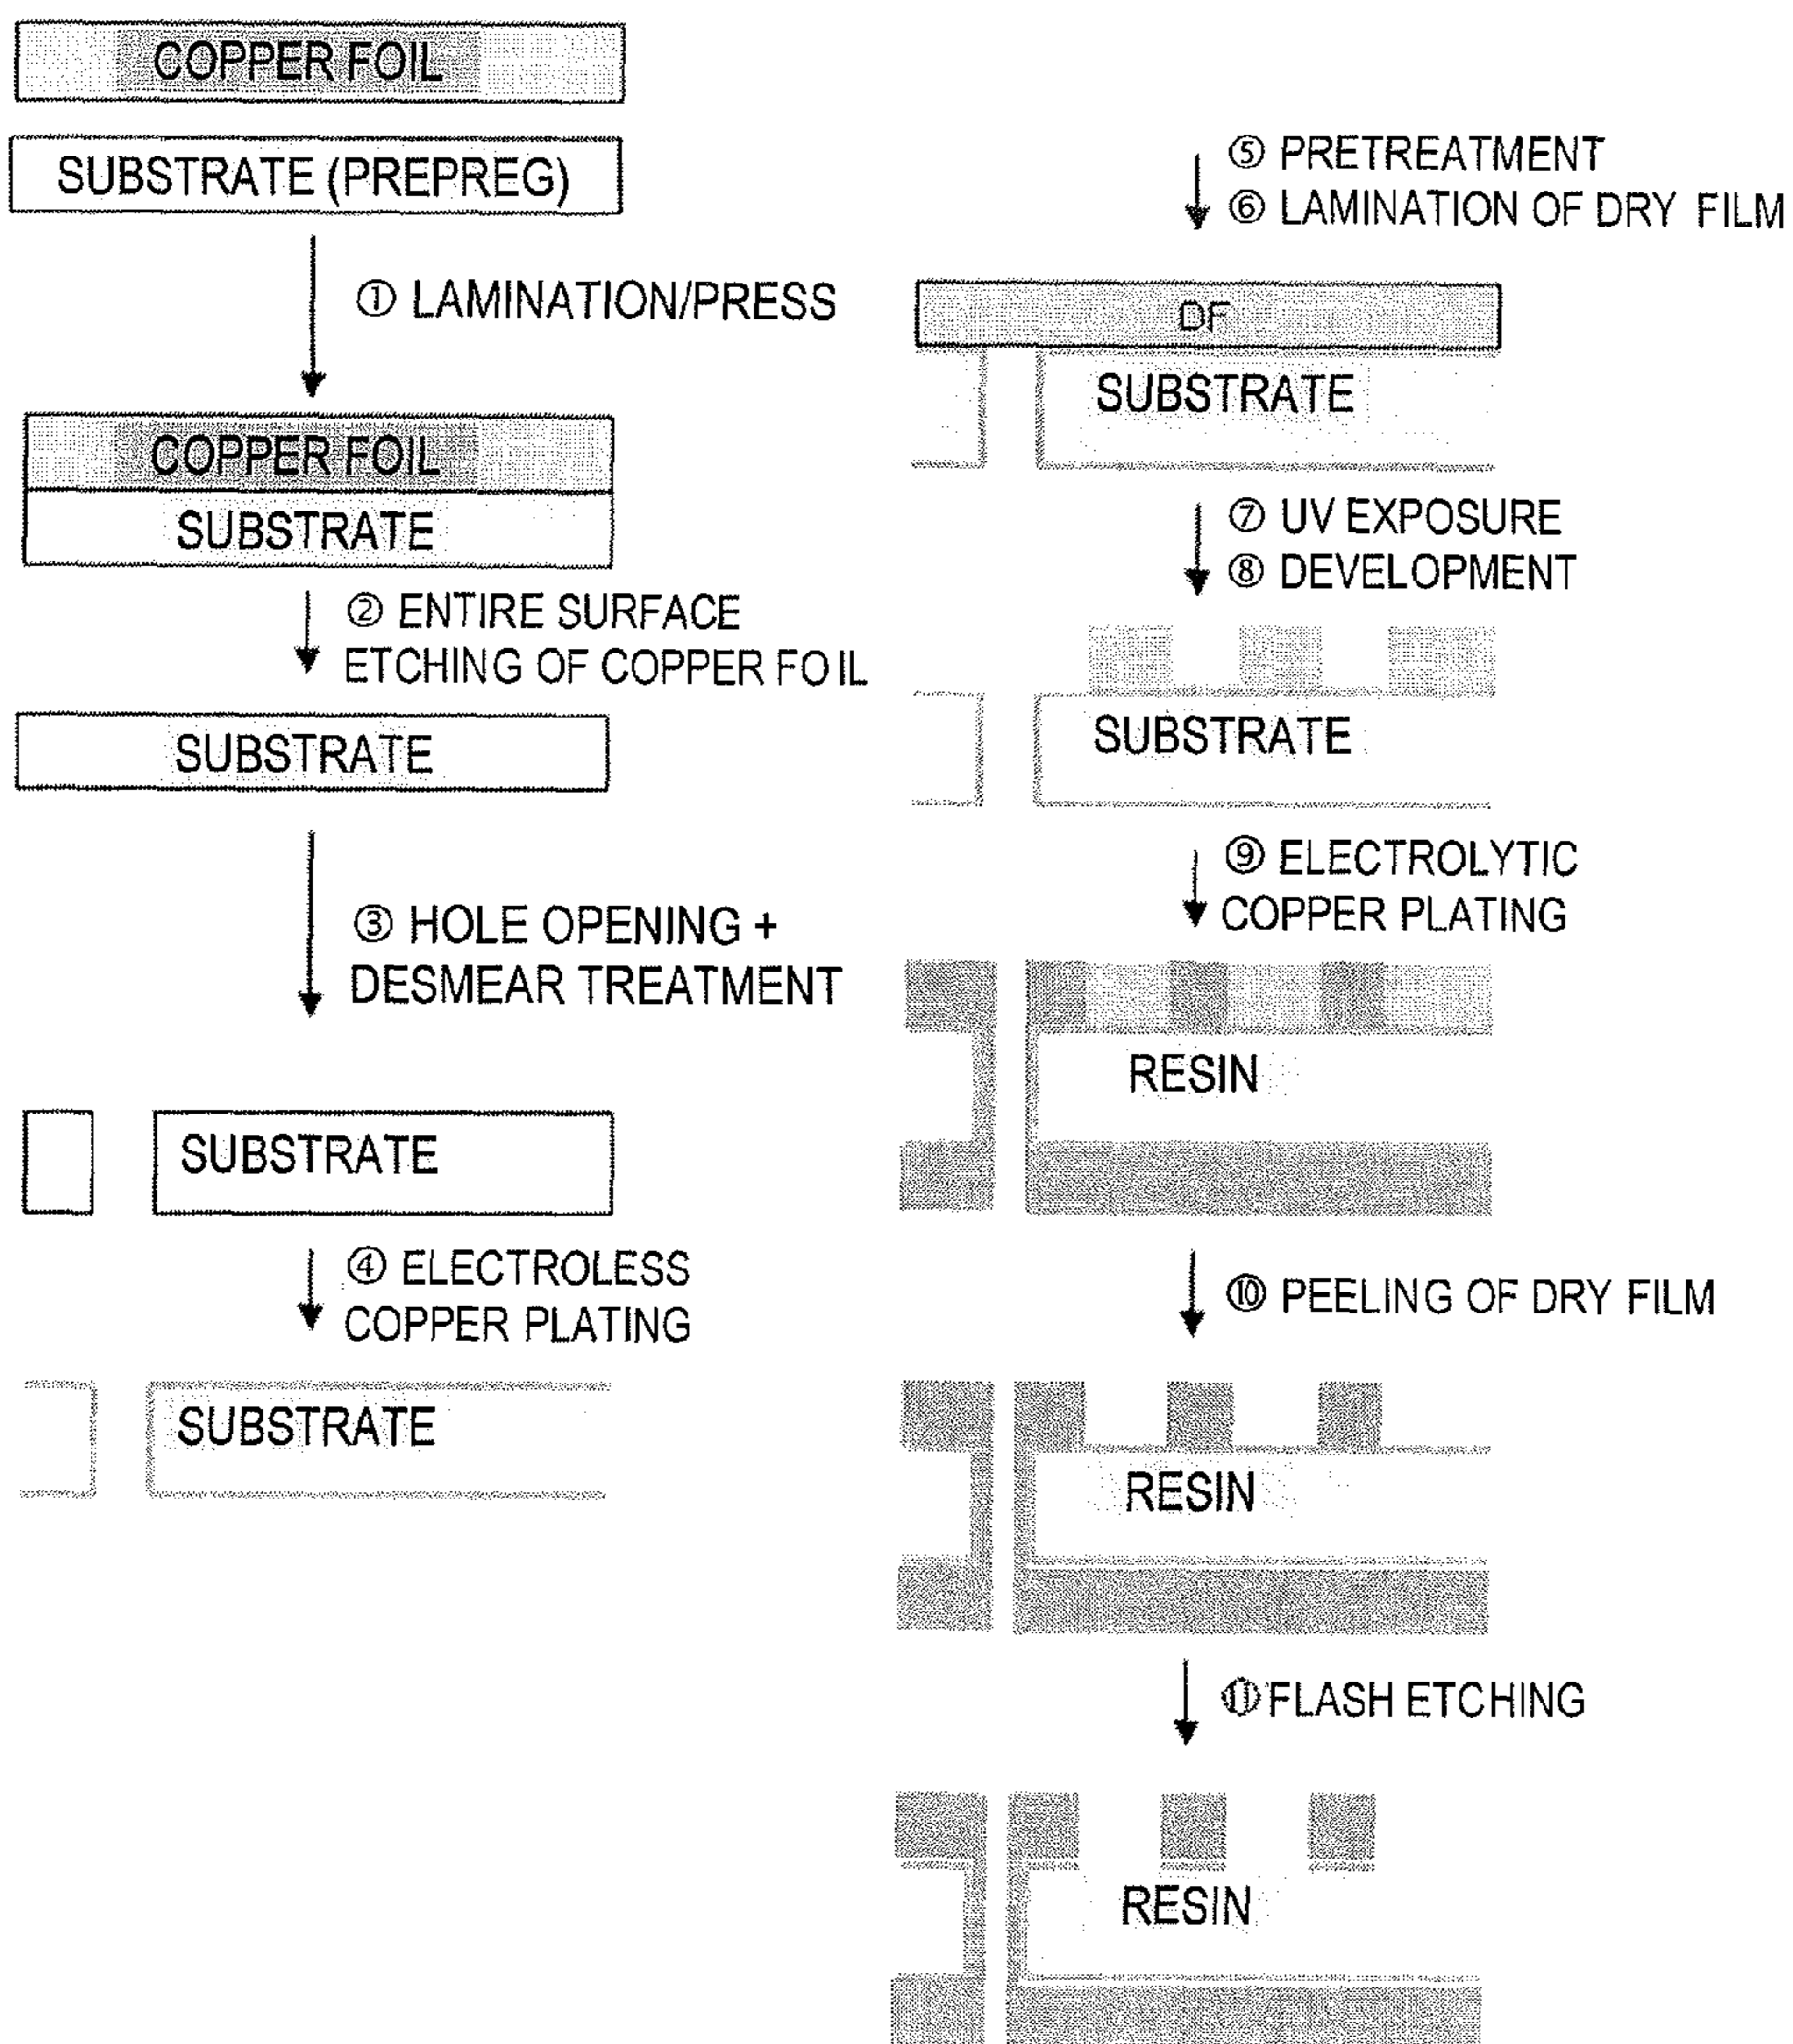 COPPER FOIL
SUBSTRATE (PREPREG)
① LAMINATION/PRESS
COPPER FOIL
SUBSTRATE
② ENTIRE SURFACE
ETCHING OF COPPER FOIL
SUBSTRATE
③ HOLE OPENING +
DESMEAR TREATMENT
SUBSTRATE
④ ELECTROLESS
COPPER PLATING
SUBSTRATE
⑤ PRETREATMENT
⑥ LAMINATION OF DRY FILM
DF
SUBSTRATE
⑦ UV EXPOSURE
⑧ DEVELOPMENT
SUBSTRATE
⑨ ELECTROLYTIC
COPPER PLATING
RESIN
⑩ PEELING OF DRY FILM
RESIN
⑪ FLASH ETCHING
RESIN